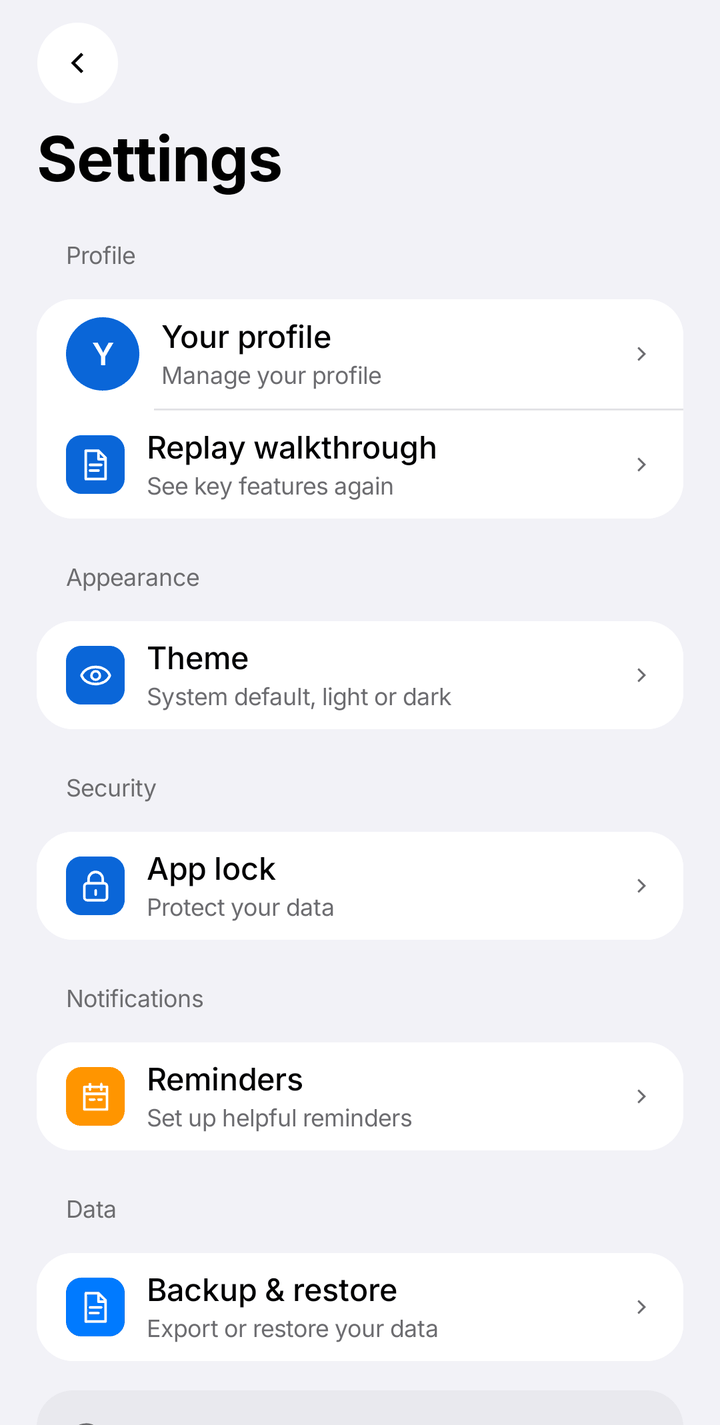 Settings
Profile
Y
Your profile
Manage your profile
Replay walkthrough
See key features again
Appearance
Theme
System default, light or dark
Security
App lock
Protect your data
Notifications
Reminders
Set up helpful reminders
Data
Backup & restore
Export or restore your data